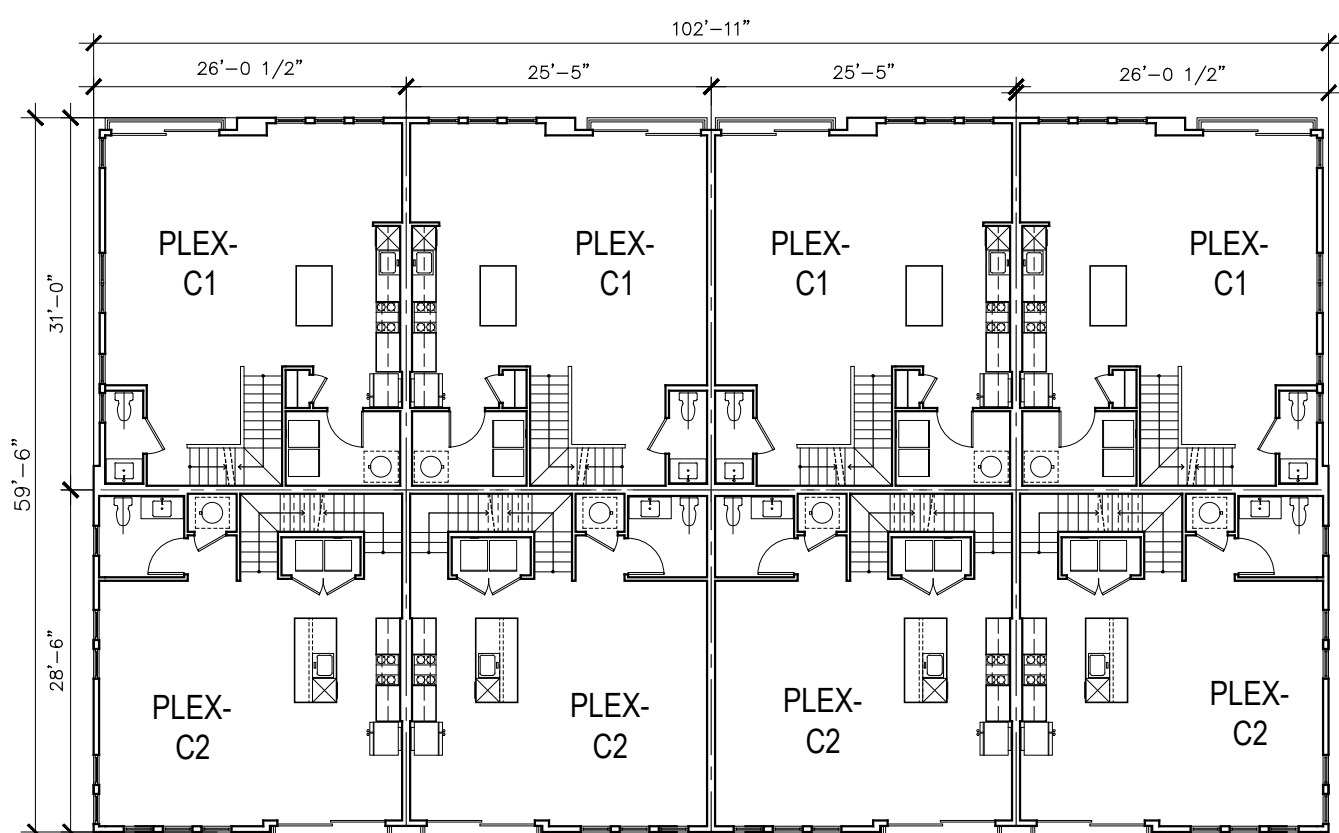 102’-11”
26’-0 1/2”
25’-5”
25’-5”
26’-0 1/2”
59’-6”
31’-0”
28’-6”
PLEX-
C1
PLEX-
C1
PLEX-
C1
PLEX-
C1
PLEX-
C2
PLEX-
C2
PLEX-
C2
PLEX-
C2